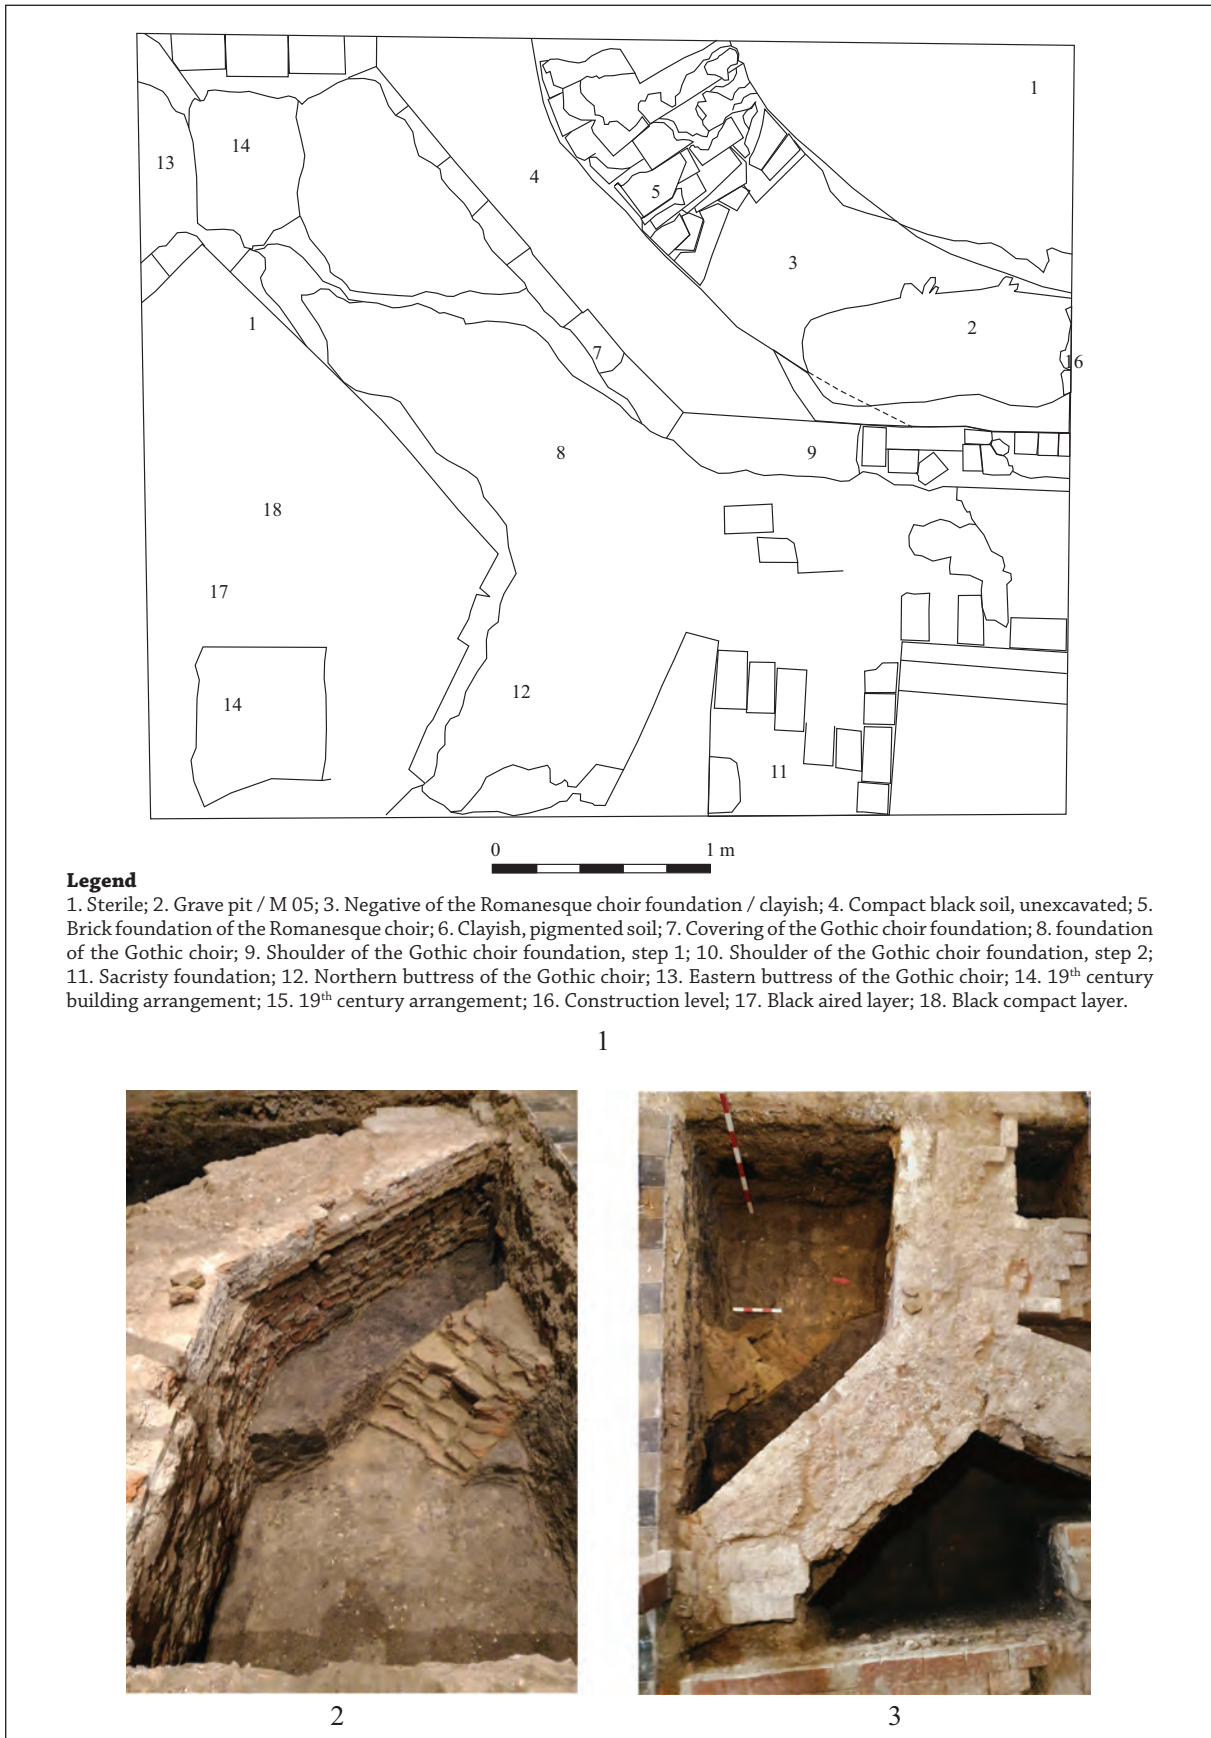 1
14
13
4
5
3
1
2
16
7
8
9
18
17
14
12
11
0 1 m
Legend
1. Sterile; 2. Grave pit / M 05; 3. Negative of the Romanesque choir foundation / clayish; 4. Compact black soil, unexcavated; 5.
Brick foundation of the Romanesque choir; 6. Clayish, pigmented soil; 7. Covering of the Gothic choir foundation; 8. foundation
of the Gothic choir; 9. Shoulder of the Gothic choir foundation, step 1; 10. Shoulder of the Gothic choir foundation, step 2;
11. Sacristy foundation; 12. Northern buttress of the Gothic choir; 13. Eastern buttress of the Gothic choir; 14. 19th century
building arrangement; 15. 19th century arrangement; 16. Construction level; 17. Black aired layer; 18. Black compact layer.
1
2 3